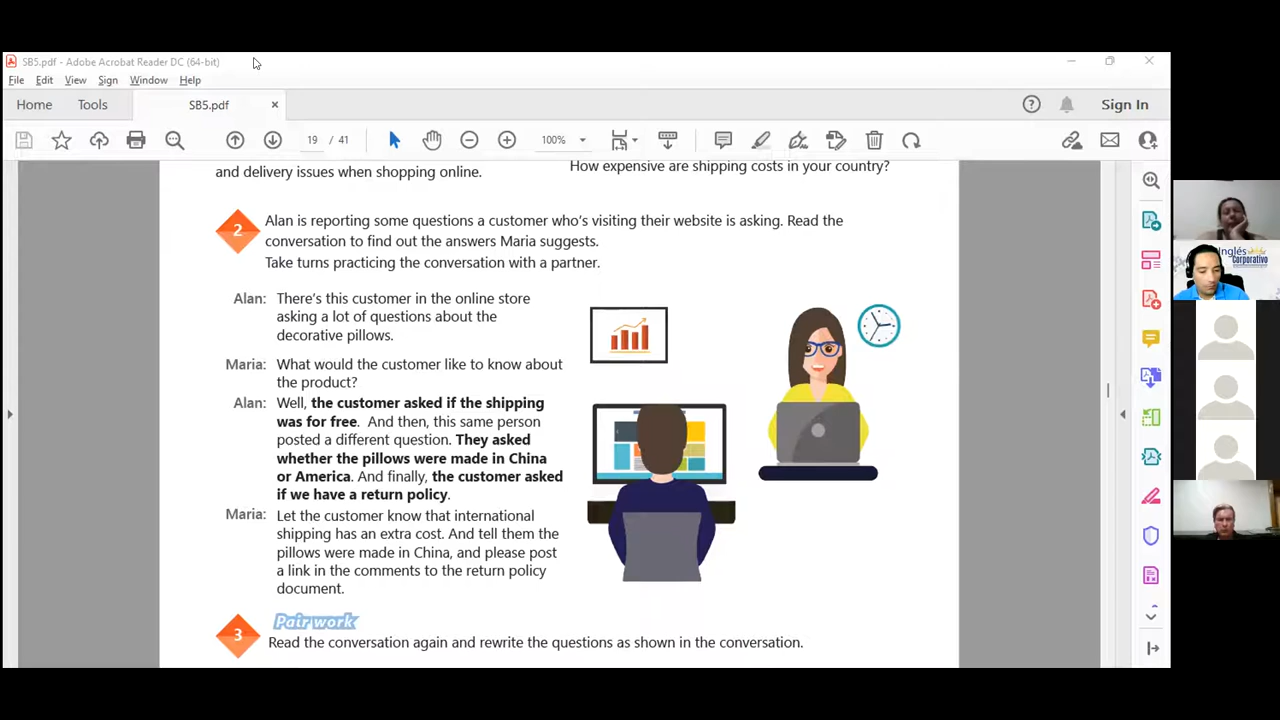 SB5.pdf - Adobe Acrobat Reader DC (64-bit)
File Edit View Sign Window Help
Home Tools SB5.pdf × Sign In
19 / 41 100%
and delivery issues when shopping online.
How expensive are shipping costs in your country?
2
Alan is reporting some questions a customer who's visiting their website is asking. Read the
conversation to find out the answers Maria suggests.
Take turns practicing the conversation with a partner.
Alan: There's this customer in the online store
asking a lot of questions about the
decorative pillows.
Maria: What would the customer like to know about
the product?
Alan: Well, the customer asked if the shipping
was for free. And then, this same person
posted a different question. They asked
whether the pillows were made in China
or America. And finally, the customer asked
if we have a return policy.
Maria: Let the customer know that international
shipping has an extra cost. And tell them the
pillows were made in China, and please post
a link in the comments to the return policy
document.
Pair work
3
Read the conversation again and rewrite the questions as shown in the conversation.
Inglés
Corporativo